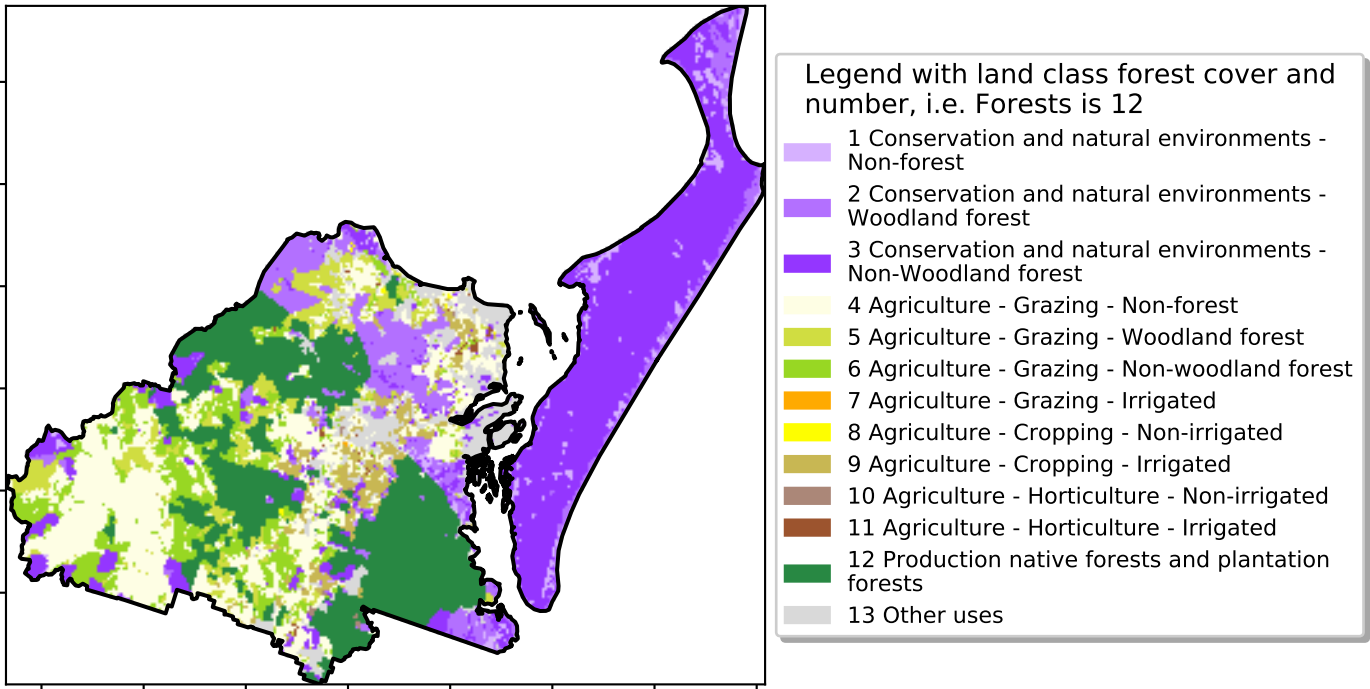 Legend with land class forest cover and
number, i.e. Forests is 12
1 Conservation and natural environments -
Non-forest
2 Conservation and natural environments -
Woodland forest
3 Conservation and natural environments -
Non-Woodland forest
4 Agriculture - Grazing - Non-forest
5 Agriculture - Grazing - Woodland forest
6 Agriculture - Grazing - Non-woodland forest
7 Agriculture - Grazing - Irrigated
8 Agriculture - Cropping - Non-irrigated
9 Agriculture - Cropping - Irrigated
10 Agriculture - Horticulture - Non-irrigated
11 Agriculture - Horticulture - Irrigated
12 Production native forests and plantation
forests
13 Other uses